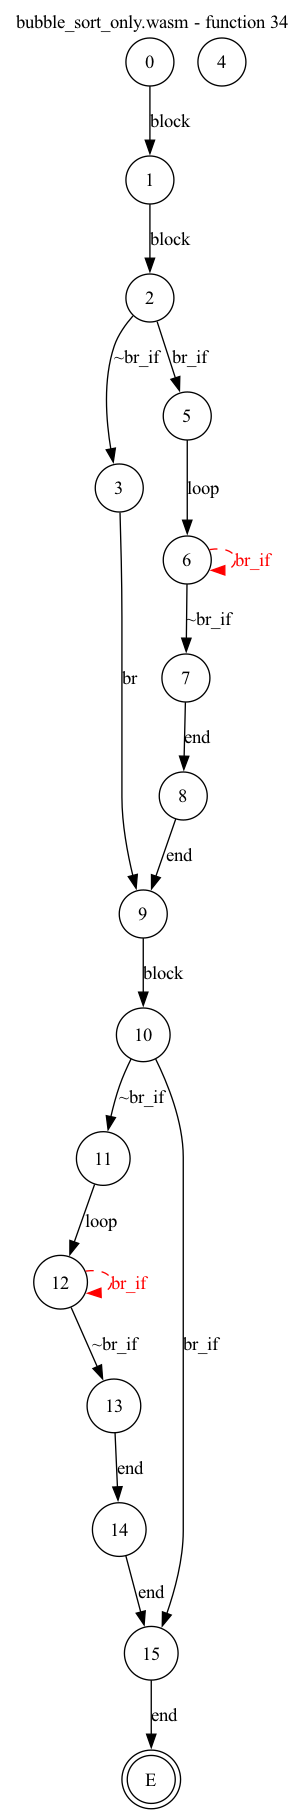 bubble_sort_only.wasm - function 34
0
4
block
1
block
2
~br_if
br_if
5
3
loop
6
br_if
~br_if
br
7
end
8
end
9
block
10
~br_if
11
loop
12
br_if
~br_if
br_if
13
end
14
end
15
end
E